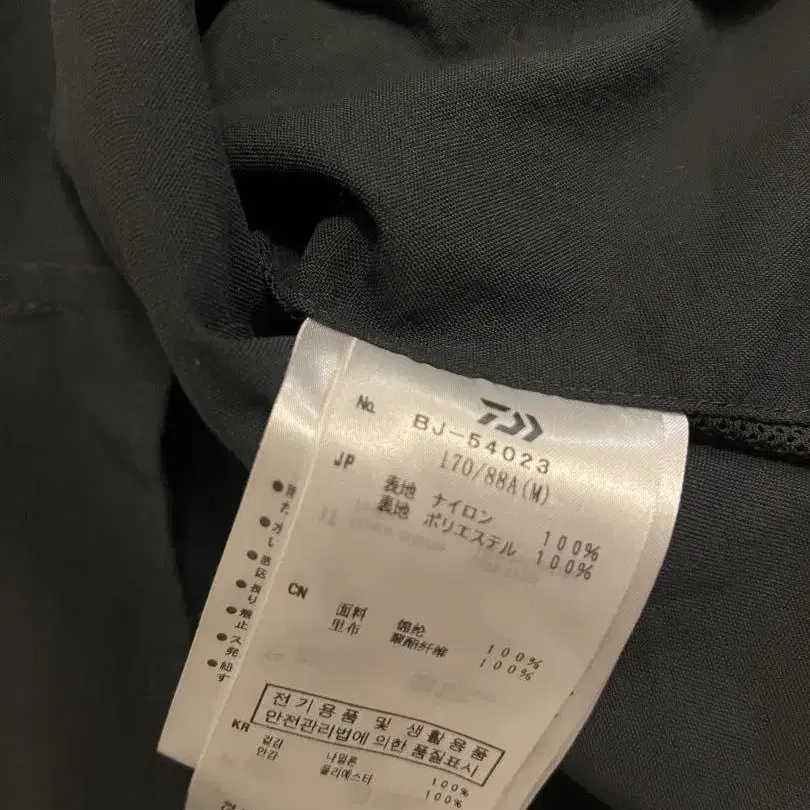 No. BJ-54023
170/88A(M)
JP
表地 ナイロン 100%
裏地 ポリエステル 100%
CN
面料 锦纶 100%
里布 聚酯纤维 100%
전기용품 및 생활용품
안전관리법에 의한 품질표시
KR
겉감 나일론 100%
안감 폴리에스터 100%